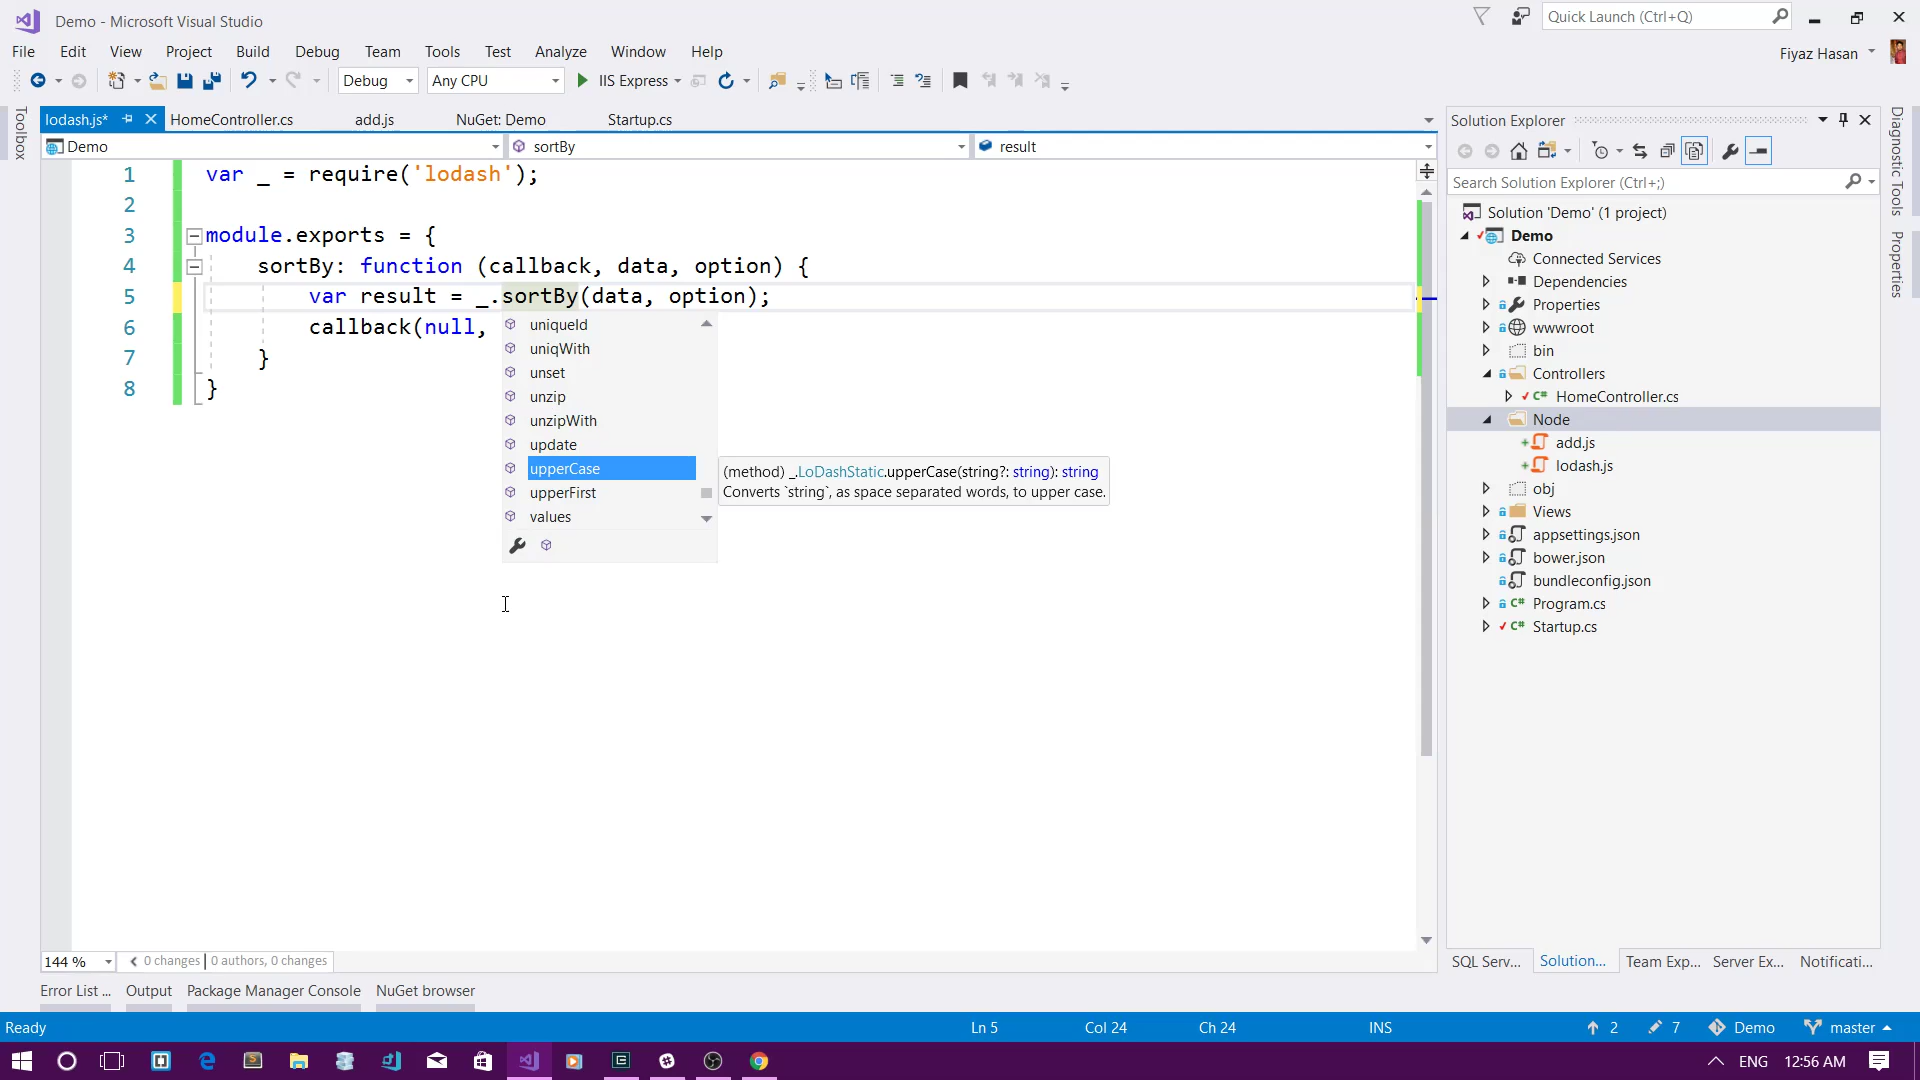 Demo - Microsoft Visual Studio
Quick Launch (Ctrl+Q)
File Edit View Project Build Debug Team Tools Test Analyze Window Help
Fiyaz Hasan
Debug Any CPU IIS Express
lodash.js* HomeController.cs add.js NuGet: Demo Startup.cs
Demo sortBy result
Toolbox
1 var _ = require('lodash');
2
3 module.exports = {
4 sortBy: function (callback, data, option) {
5 var result = _.sortBy(data, option);
6 callback(null,
7 }
8 }
uniqueId
uniqWith
unset
unzip
unzipWith
update
upperCase
upperFirst
values
(method) _.LoDashStatic.upperCase(string?: string): string
Converts `string`, as space separated words, to upper case.
144 % 0 changes | 0 authors, 0 changes
Error List ... Output Package Manager Console NuGet browser
Solution Explorer
Search Solution Explorer (Ctrl+;)
Solution 'Demo' (1 project)
Demo
Connected Services
Dependencies
Properties
wwwroot
bin
Controllers
C# HomeController.cs
Node
add.js
lodash.js
obj
Views
appsettings.json
bower.json
bundleconfig.json
C# Program.cs
C# Startup.cs
SQL Serv... Solution... Team Exp... Server Ex... Notificati...
Diagnostic Tools
Properties
Ready Ln 5 Col 24 Ch 24 INS 2 7 Demo master
ENG 12:56 AM